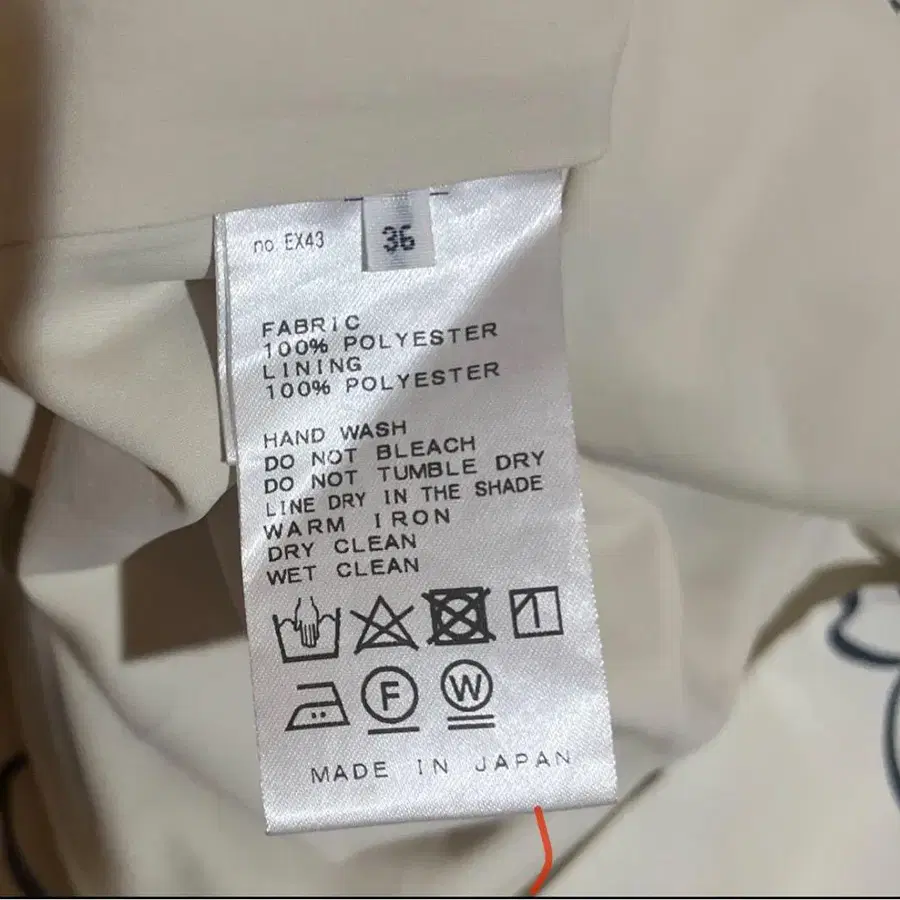 no. EX43
36
FABRIC
100% POLYESTER
LINING
100% POLYESTER
HAND WASH
DO NOT BLEACH
DO NOT TUMBLE DRY
LINE DRY IN THE SHADE
WARM IRON
DRY CLEAN
WET CLEAN
F W
MADE IN JAPAN